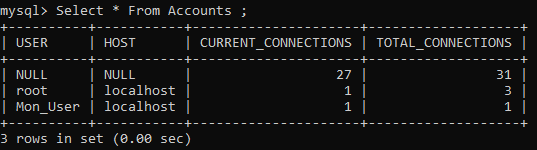 mysql> Select * From Accounts ;
+----------+-----------+---------------------+-------------------+
| USER     | HOST      | CURRENT_CONNECTIONS | TOTAL_CONNECTIONS |
+----------+-----------+---------------------+-------------------+
| NULL     | NULL      |                  27 |                31 |
| root     | localhost |                   1 |                 3 |
| Mon_User | localhost |                   1 |                 1 |
+----------+-----------+---------------------+-------------------+
3 rows in set (0.00 sec)